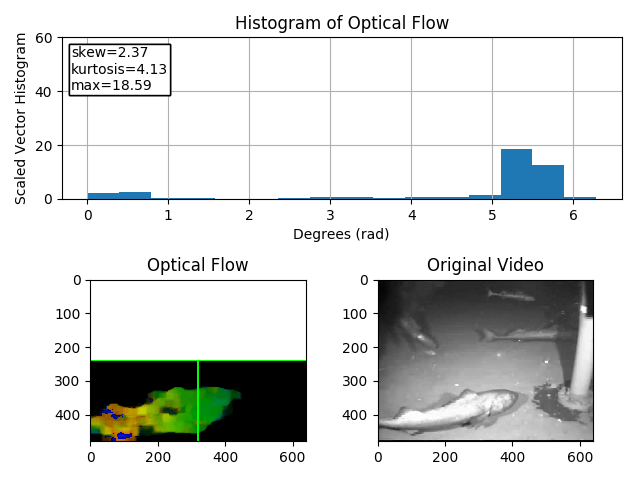 Histogram of Optical Flow
60
40
20
0
Scaled Vector Histogram
skew=2.37
kurtosis=4.13
max=18.59
0 1 2 3 4 5 6
Degrees (rad)
Optical Flow
0
100
200
300
400
0 200 400 600
Original Video
0
100
200
300
400
0 200 400 600